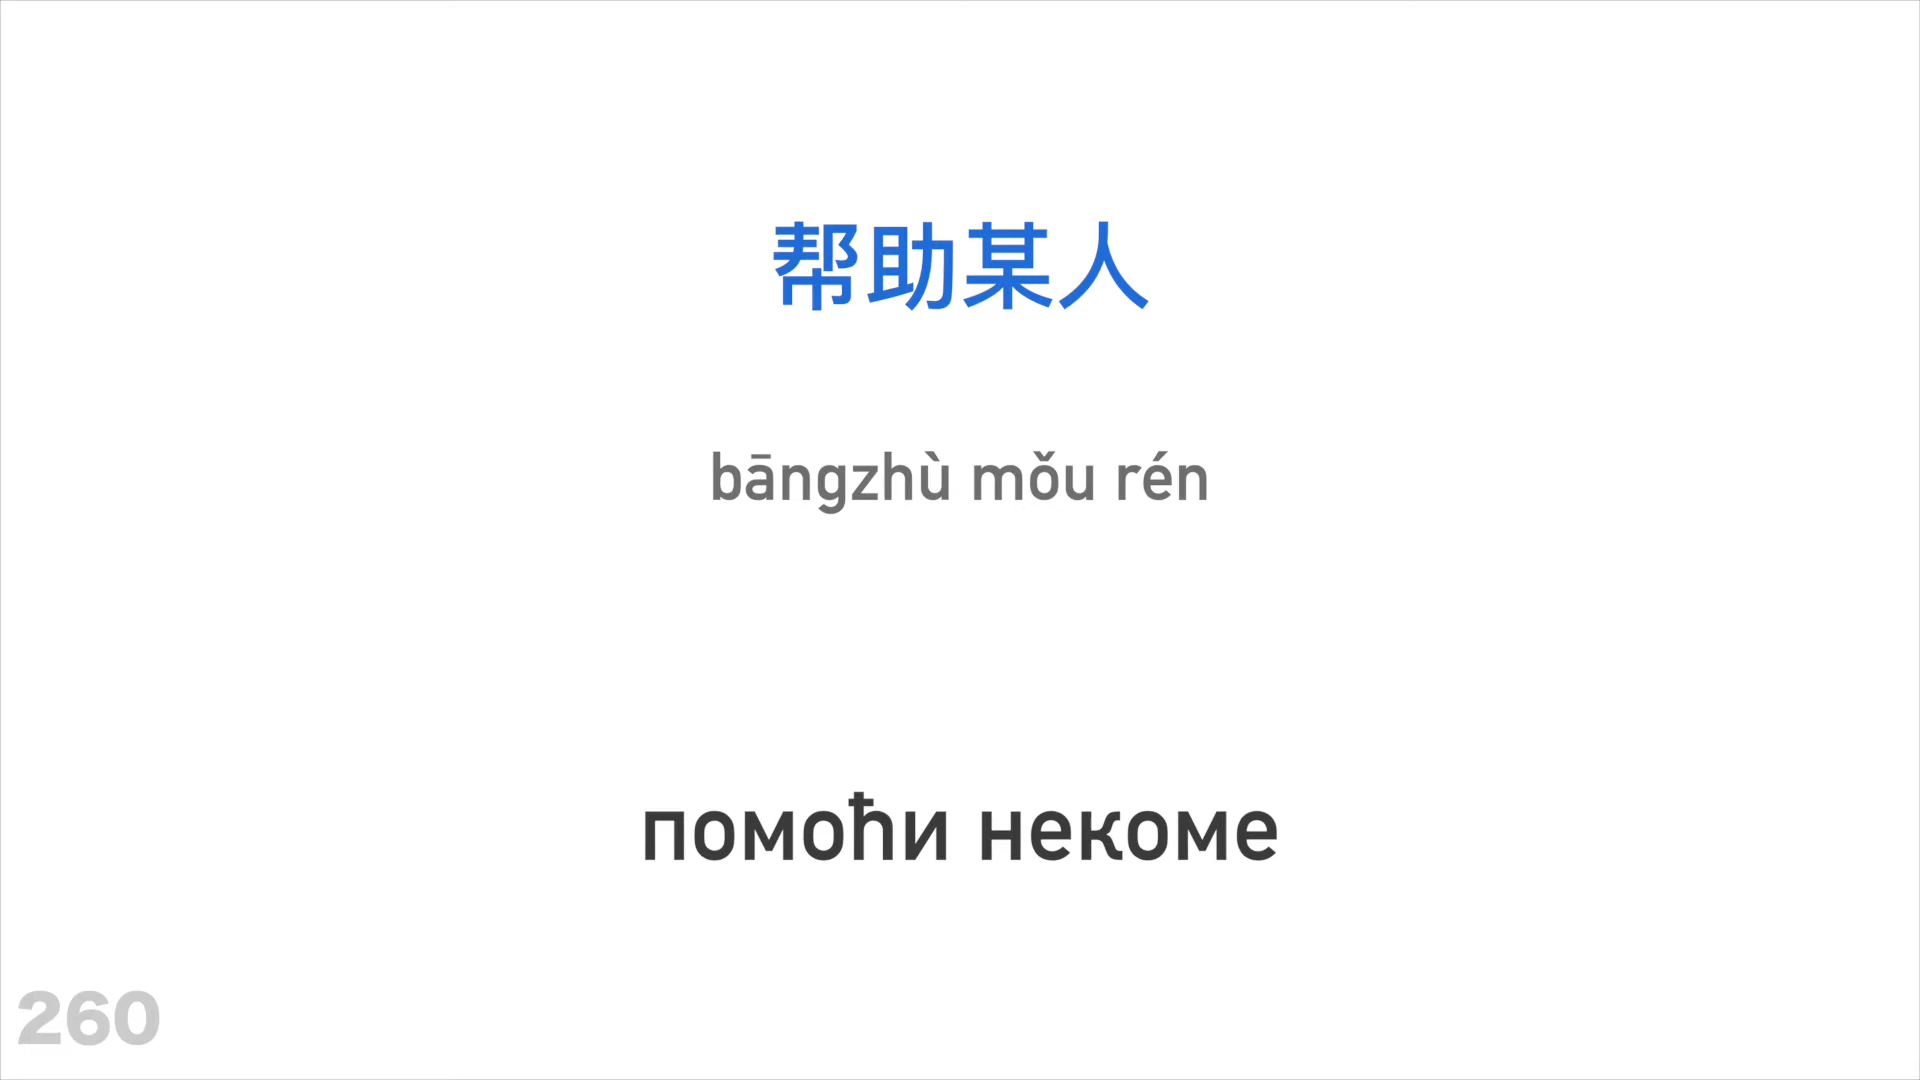 帮助某人
bāngzhù mǒu rén
помоћи некоме
260